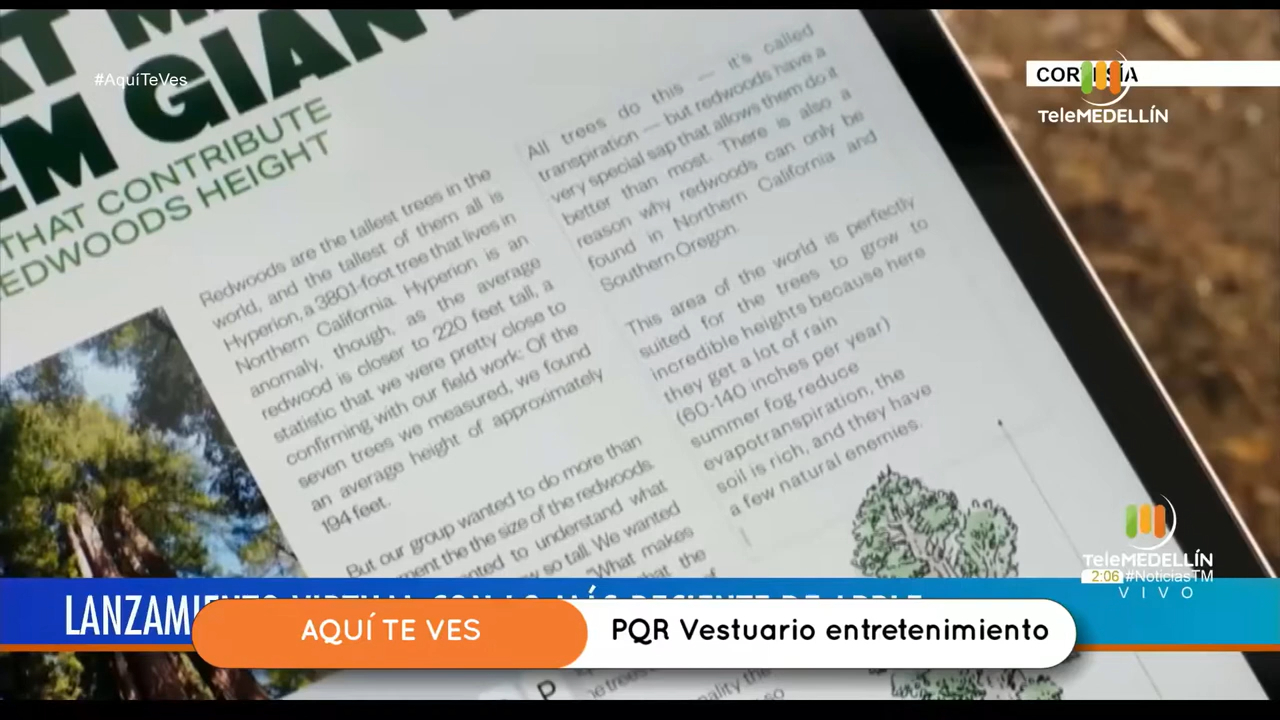 #AquíTeVes
TeleMEDELLÍN
EM GIAN
THAT CONTRIBUTE
EDWOODS HEIGHT
Redwoods are the tallest trees in the
world, and the tallest of them all is
Hyperion, a 380.1-foot tree that lives in
Northern California. Hyperion is an
anomaly, though, as the average
redwood is closer to 220 feet tall, a
statistic that we were pretty close to
confirming with our field work: Of the
seven trees we measured, we found
an average height of approximately
194 feet.
But our group wanted to do more than
the the size of the redwoods.
to understand what
so tall. We wanted
"What makes
the
All trees do this — it's called
transpiration — but redwoods have a
very special sap that allows them do it
better than most. There is also a
reason why redwoods can only be
found in Northern California and
Southern Oregon.
This area of the world is perfectly
suited for the trees to grow to
incredible heights because here
they get a lot of rain
(60-140 inches per year)
summer fog reduce
evapotranspiration, the
soil is rich, and they have
a few natural enemies.
TeleMEDELLÍN
2:06 #NoticiasTM
VIVO
AQUÍ TE VES
PQR Vestuario entretenimiento